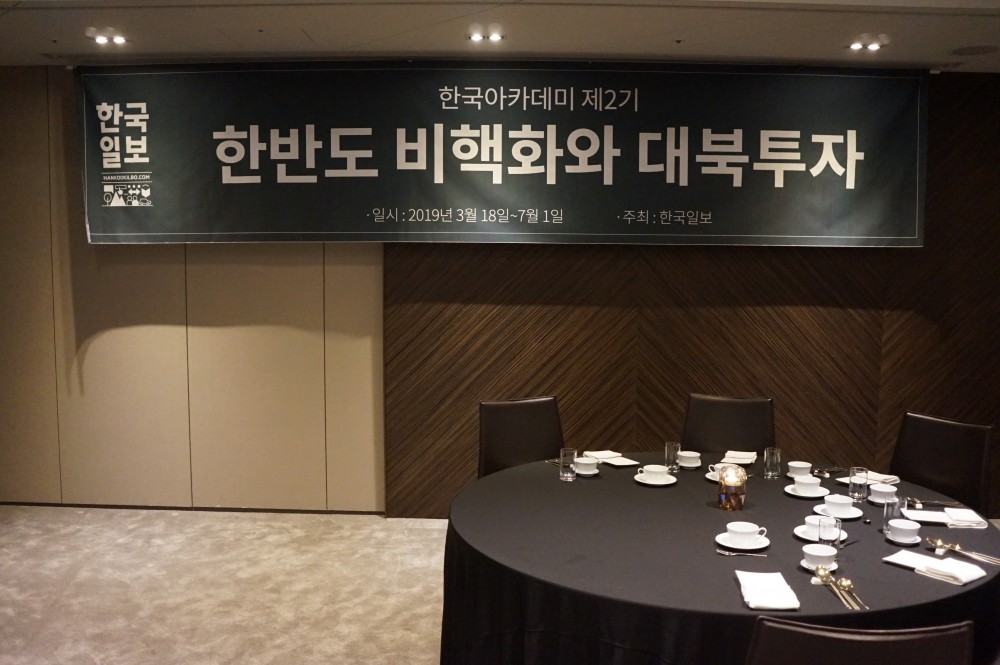 한국
일보
HANKOOKILBO.COM
한국아카데미 제2기
한반도 비핵화와 대북투자
· 일시 : 2019년 3월 18일~7월 1일
· 주최 : 한국일보